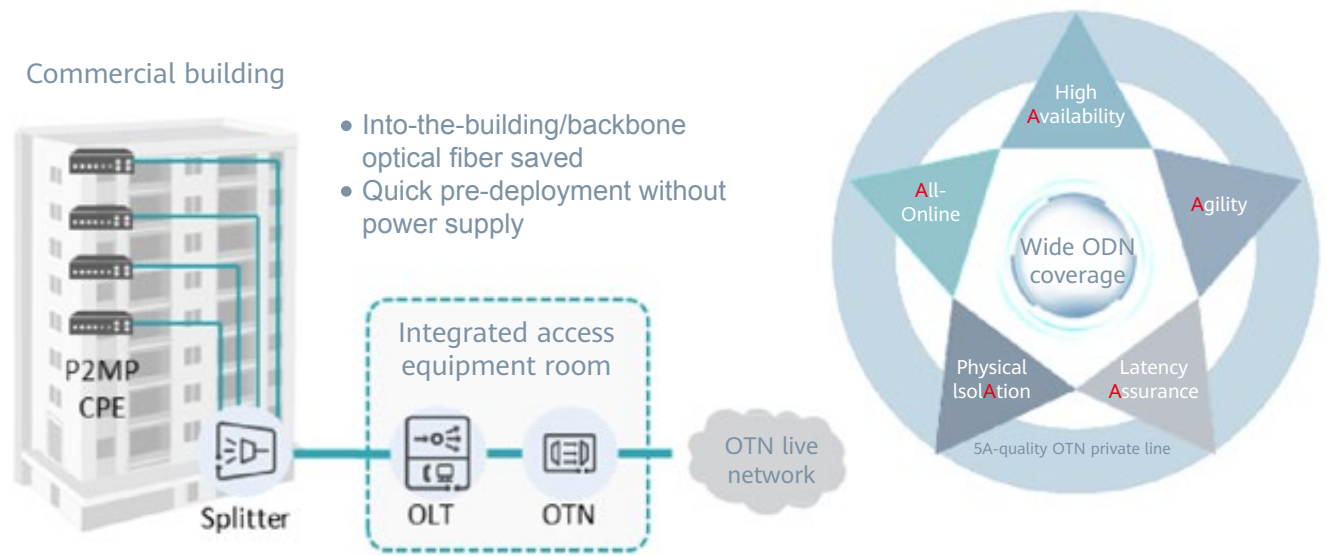 Commercial building
• Into-the-building/backbone
optical fiber saved
• Quick pre-deployment without
power supply
P2MP
CPE
Splitter
Integrated access
equipment room
OLT
OTN
OTN live
network
High
Availability
All-
Online
Agility
Wide ODN
coverage
Physical
IsolAtion
Latency
Assurance
5A-quality OTN private line